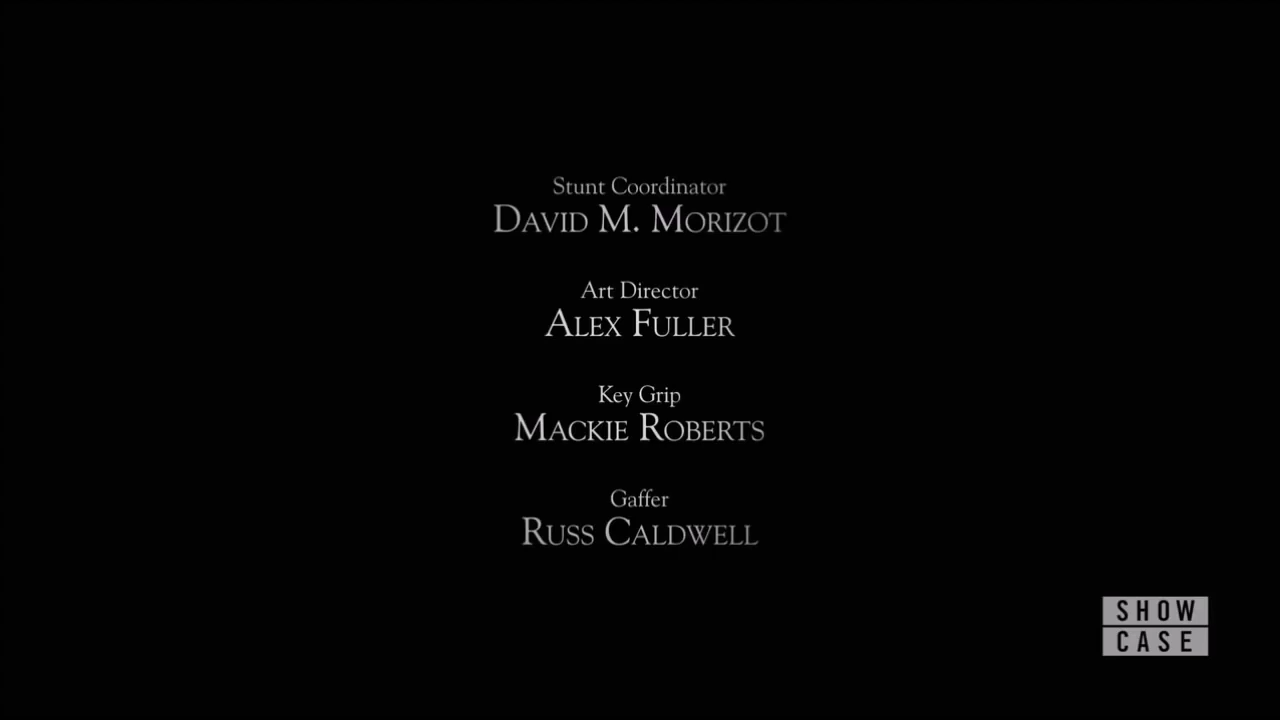 Stunt Coordinator
DAVID M. MORIZOT
Art Director
ALEX FULLER
Key Grip
MACKIE ROBERTS
Gaffer
RUSS CALDWELL
SHOW
CASE